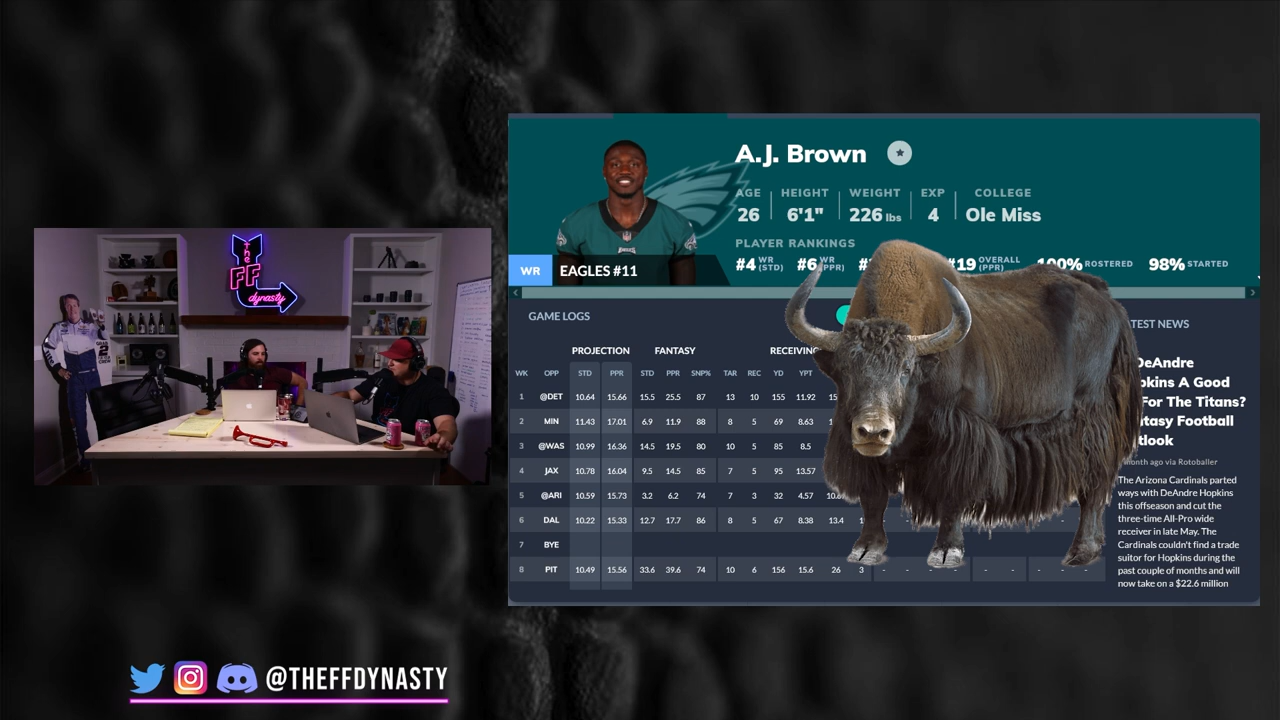 The
FF
dynasty
A.J. Brown
AGE HEIGHT WEIGHT EXP COLLEGE
26 6'1" 226 lbs 4 Ole Miss
PLAYER RANKINGS
#4 WR (STD) #6 WR (PPR) #19 OVERALL (PPR) 100% ROSTERED 98% STARTED
WR EAGLES #11
GAME LOGS
TEST NEWS
PROJECTION FANTASY RECEIVING
WK OPP STD PPR STD PPR SNP% TAR REC YD YPT
1 @DET 10.64 15.66 15.5 25.5 87 13 10 155 11.92 15
2 MIN 11.43 17.01 6.9 11.9 88 8 5 69 8.63 1
3 @WAS 10.99 16.36 14.5 19.5 80 10 5 85 8.5
4 JAX 10.78 16.04 9.5 14.5 85 7 5 95 13.57
5 @ARI 10.59 15.73 3.2 6.2 74 7 3 32 4.57 10.6
6 DAL 10.22 15.33 12.7 17.7 86 8 5 67 8.38 13.4 1
7 BYE
8 PIT 10.49 15.56 33.6 39.6 74 10 6 156 15.6 26 3
DeAndre
pkins A Good
For The Titans?
ntasy Football
tlook
month ago via Rotoballer
The Arizona Cardinals parted
ways with DeAndre Hopkins
this offseason and cut the
three-time All-Pro wide
receiver in late May. The
Cardinals couldn't find a trade
suitor for Hopkins during the
past couple of months and will
now take on a $22.6 million
@THEFFDYNASTY